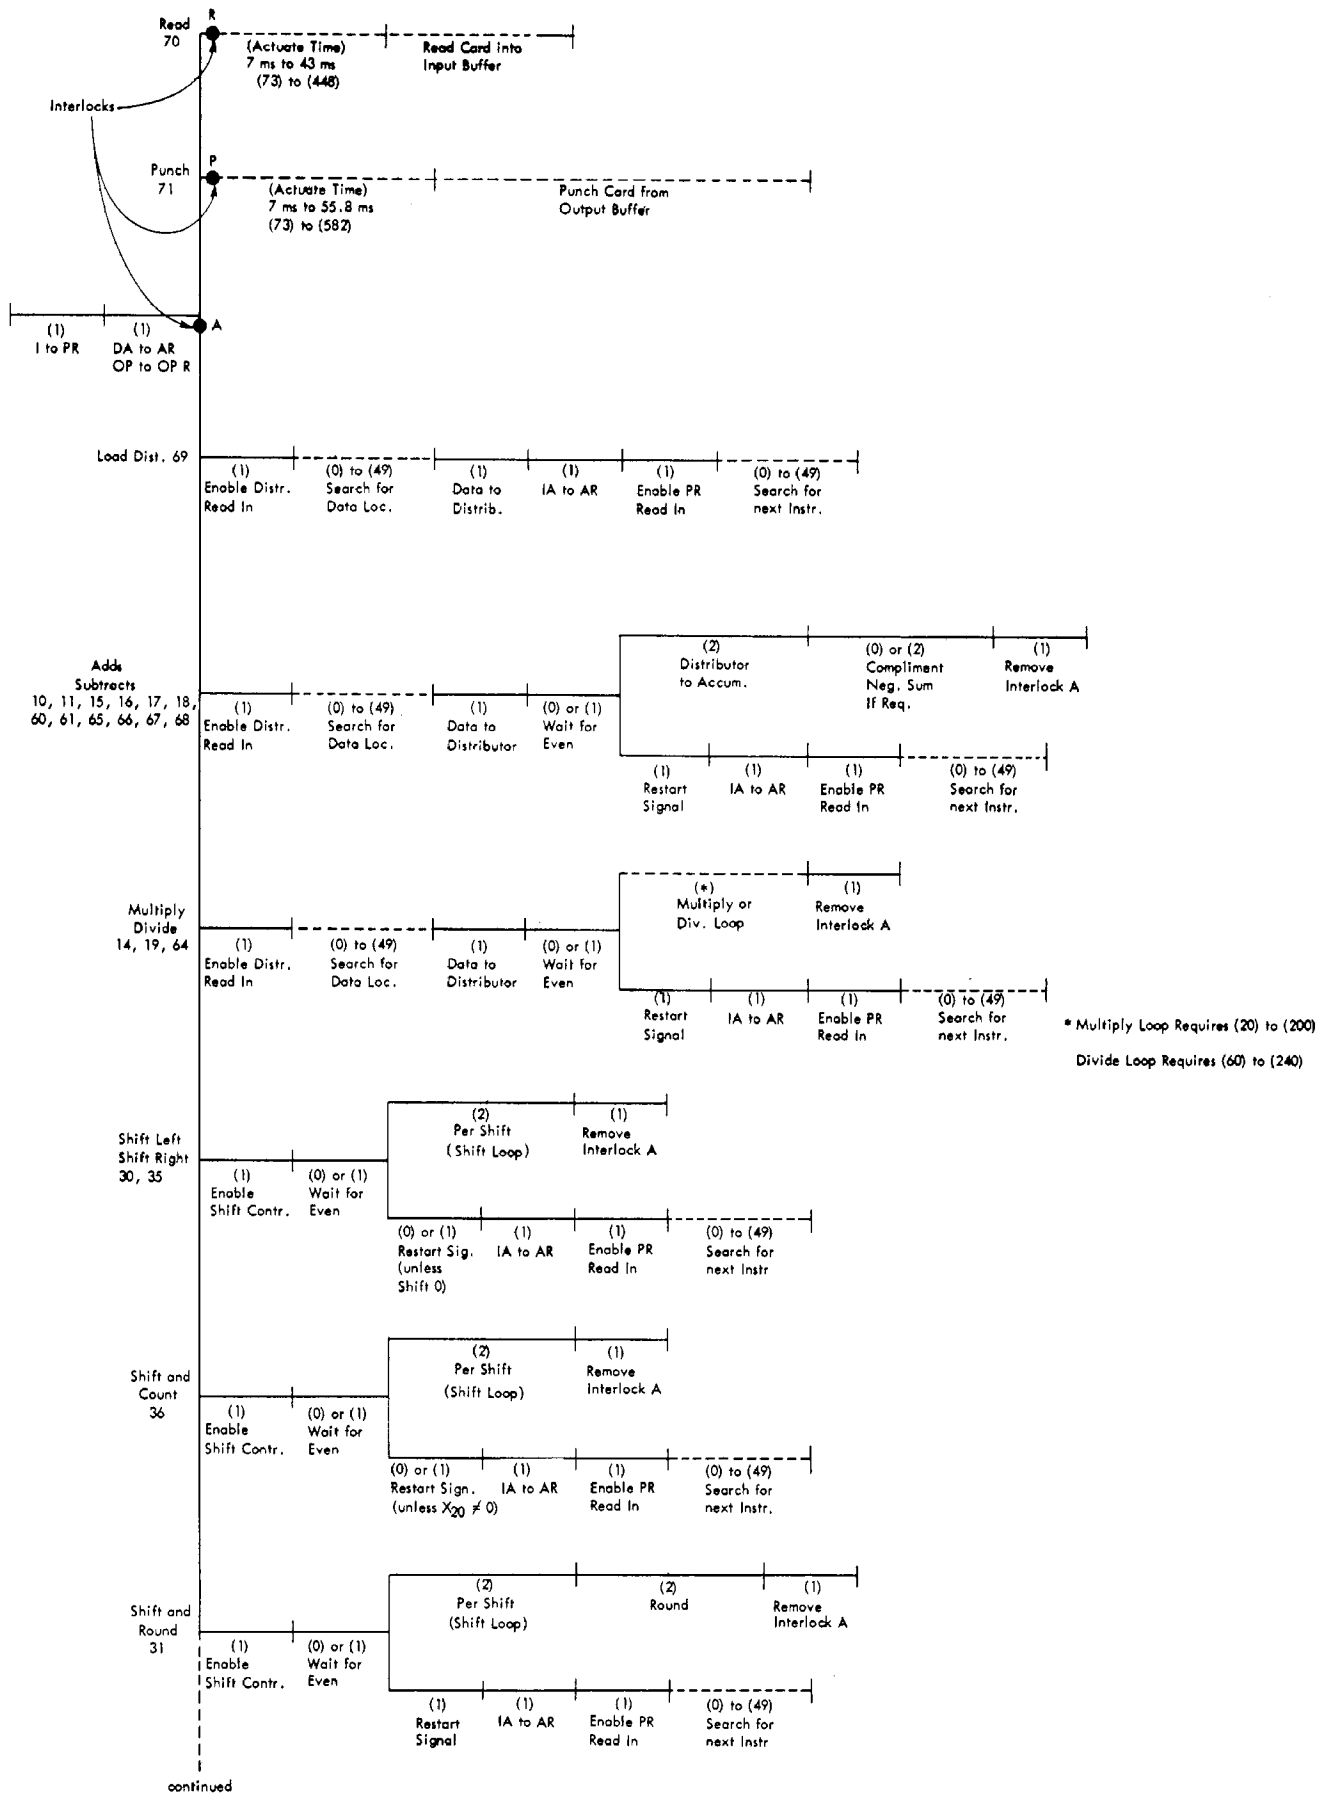 R
Read
70
(Actuate Time)
7 ms to 43 ms
(73) to (448)
Read Card into
Input Buffer
Interlocks
P
Punch
71
(Actuate Time)
7 ms to 55.8 ms
(73) to (582)
Punch Card from
Output Buffer
A
(1)
I to PR
(1)
DA to AR
OP to OP R
Load Dist. 69
(1)
Enable Distr.
Read In
(0) to (49)
Search for
Data Loc.
(1)
Data to
Distrib.
(1)
IA to AR
(1)
Enable PR
Read In
(0) to (49)
Search for
next Instr.
Adds
Subtracts
10, 11, 15, 16, 17, 18,
60, 61, 65, 66, 67, 68
(1)
Enable Distr.
Read In
(0) to (49)
Search for
Data Loc.
(1)
Data to
Distributor
(0) or (1)
Wait for
Even
(2)
Distributor
to Accum.
(0) or (2)
Compliment
Neg. Sum
If Req.
(1)
Remove
Interlock A
(1)
Restart
Signal
(1)
IA to AR
(1)
Enable PR
Read In
(0) to (49)
Search for
next Instr.
Multiply
Divide
14, 19, 64
(1)
Enable Distr.
Read In
(0) to (49)
Search for
Data Loc.
(1)
Data to
Distributor
(0) or (1)
Wait for
Even
(*)
Multiply or
Div. Loop
(1)
Remove
Interlock A
(1)
Restart
Signal
(1)
IA to AR
(1)
Enable PR
Read In
(0) to (49)
Search for
next Instr.
* Multiply Loop Requires (20) to (200)
Divide Loop Requires (60) to (240)
Shift Left
Shift Right
30, 35
(1)
Enable
Shift Contr.
(0) or (1)
Wait for
Even
(2)
Per Shift
(Shift Loop)
(1)
Remove
Interlock A
(0) or (1)
Restart Sig.
(unless
Shift 0)
(1)
IA to AR
(1)
Enable PR
Read In
(0) to (49)
Search for
next Instr
Shift and
Count
36
(1)
Enable
Shift Contr.
(0) or (1)
Wait for
Even
(2)
Per Shift
(Shift Loop)
(1)
Remove
Interlock A
(0) or (1)
Restart Sign.
(unless X20 ≠ 0)
(1)
IA to AR
(1)
Enable PR
Read In
(0) to (49)
Search for
next Instr.
Shift and
Round
31
(1)
Enable
Shift Contr.
(0) or (1)
Wait for
Even
(2)
Per Shift
(Shift Loop)
(2)
Round
(1)
Remove
Interlock A
(1)
Restart
Signal
(1)
IA to AR
(1)
Enable PR
Read In
(0) to (49)
Search for
next Instr
continued